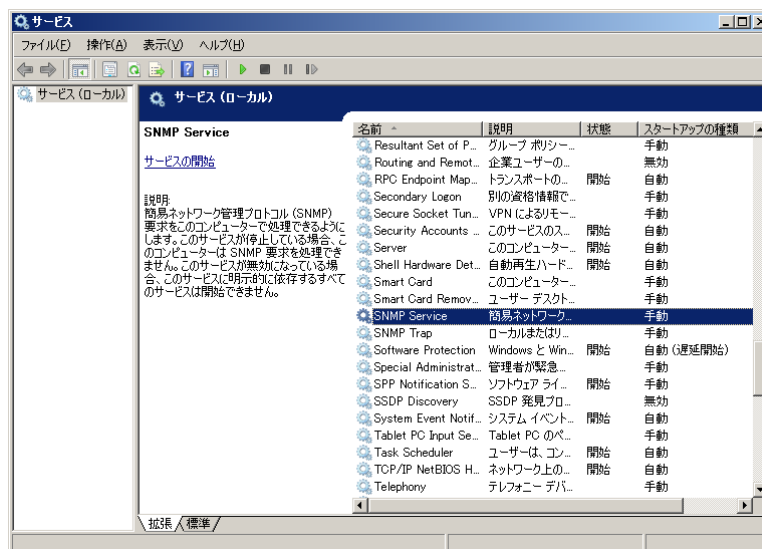 サービス
ファイル(F) 操作(A) 表示(V) ヘルプ(H)
サービス (ローカル)
サービス (ローカル)
SNMP Service
サービスの開始
説明:
簡易ネットワーク管理プロトコル (SNMP)
要求をこのコンピューターで処理できるように
します。このサービスが停止している場合、こ
のコンピューターは SNMP 要求を処理でき
ません。このサービスが無効になっている場
合、このサービスに明示的に依存するすべて
のサービスは開始できません。
名前 説明 状態 スタートアップの種類
Resultant Set of P... グループ ポリシー... 手動
Routing and Remot... 企業ユーザーの... 無効
RPC Endpoint Map... トランスポートの... 開始 自動
Secondary Logon 別の資格情報で... 手動
Secure Socket Tun... VPN によるリモー... 手動
Security Accounts ... このサービスのス... 開始 自動
Server このコンピューター... 開始 自動
Shell Hardware Det... 自動再生ハード... 開始 自動
Smart Card このコンピューター... 手動
Smart Card Remov... ユーザー デスクト... 手動
SNMP Service 簡易ネットワーク... 手動
SNMP Trap ローカルまたはリ... 手動
Software Protection Windows と Win... 開始 自動 (遅延開始)
Special Administrat... 管理者が緊急... 手動
SPP Notification S... ソフトウェア ライ... 開始 手動
SSDP Discovery SSDP 発見プロ... 無効
System Event Notif... システム イベント... 開始 自動
Tablet PC Input Se... Tablet PC のペ... 手動
Task Scheduler ユーザーは、コン... 開始 自動
TCP/IP NetBIOS H... ネットワーク上の... 開始 自動
Telephony テレフォニー デバ... 手動
拡張 標準